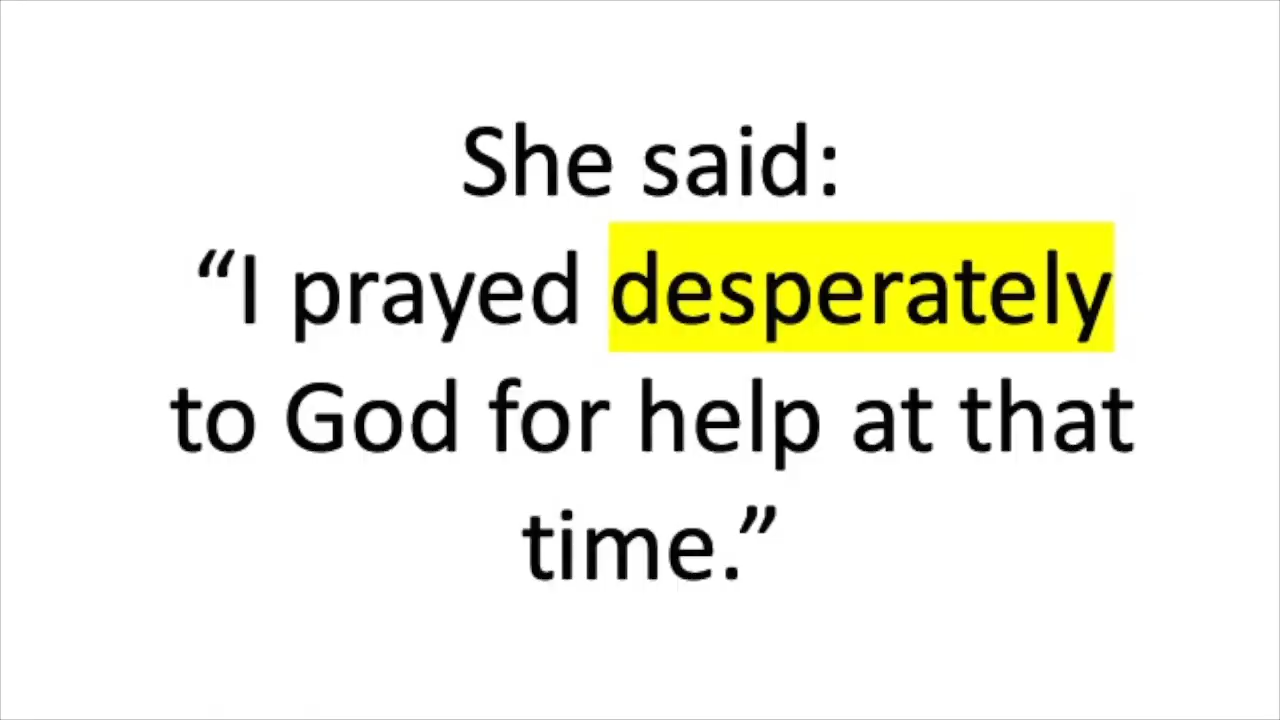 She said:
“I prayed desperately
to God for help at that
time.”